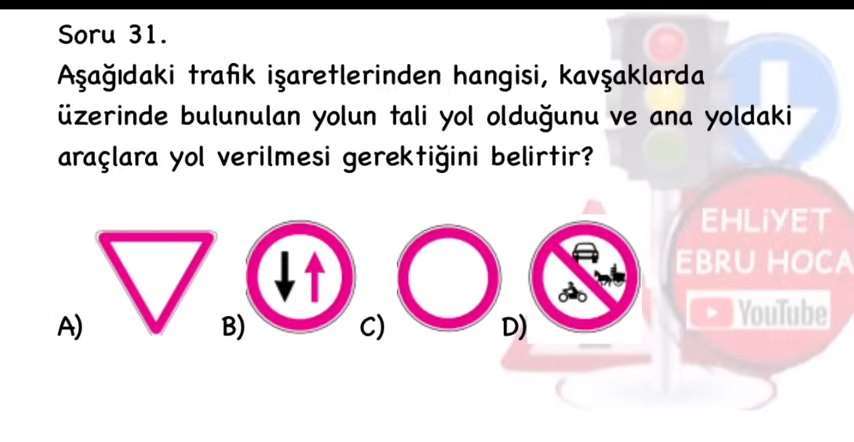 Soru 31.
Aşağıdaki trafik işaretlerinden hangisi, kavşaklarda
üzerinde bulunulan yolun tali yol olduğunu ve ana yoldaki
araçlara yol verilmesi gerektiğini belirtir?
A) B) C) D)
EHLİYET
EBRU HOCA
YouTube